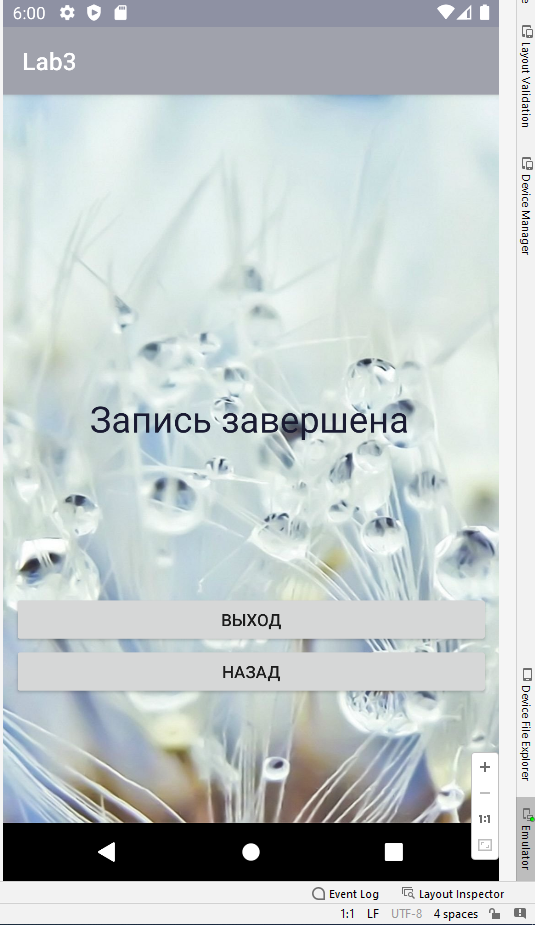 6:00
Lab3
Запись завершена
ВЫХОД
НАЗАД
Layout Validation
Device Manager
Device File Explorer
Emulator
1:1
Event Log
Layout Inspector
1:1 LF UTF-8 4 spaces